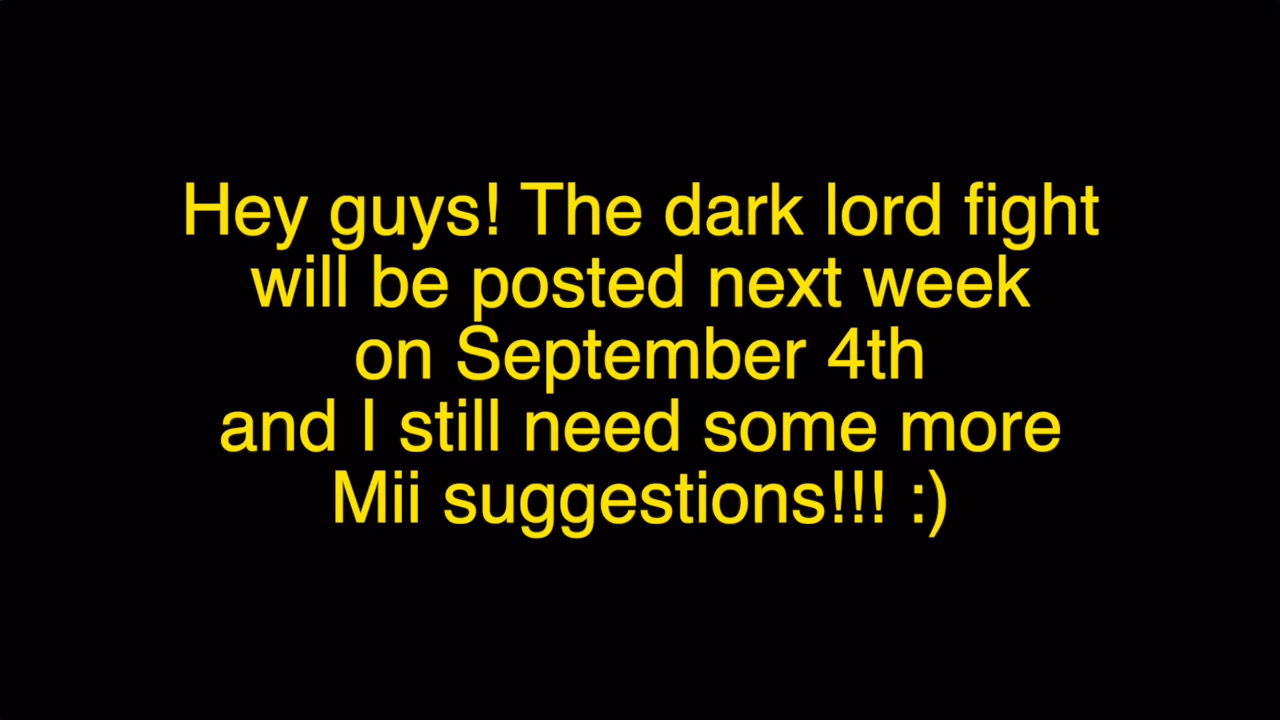 Hey guys! The dark lord fight
will be posted next week
on September 4th
and I still need some more
Mii suggestions!!! :)